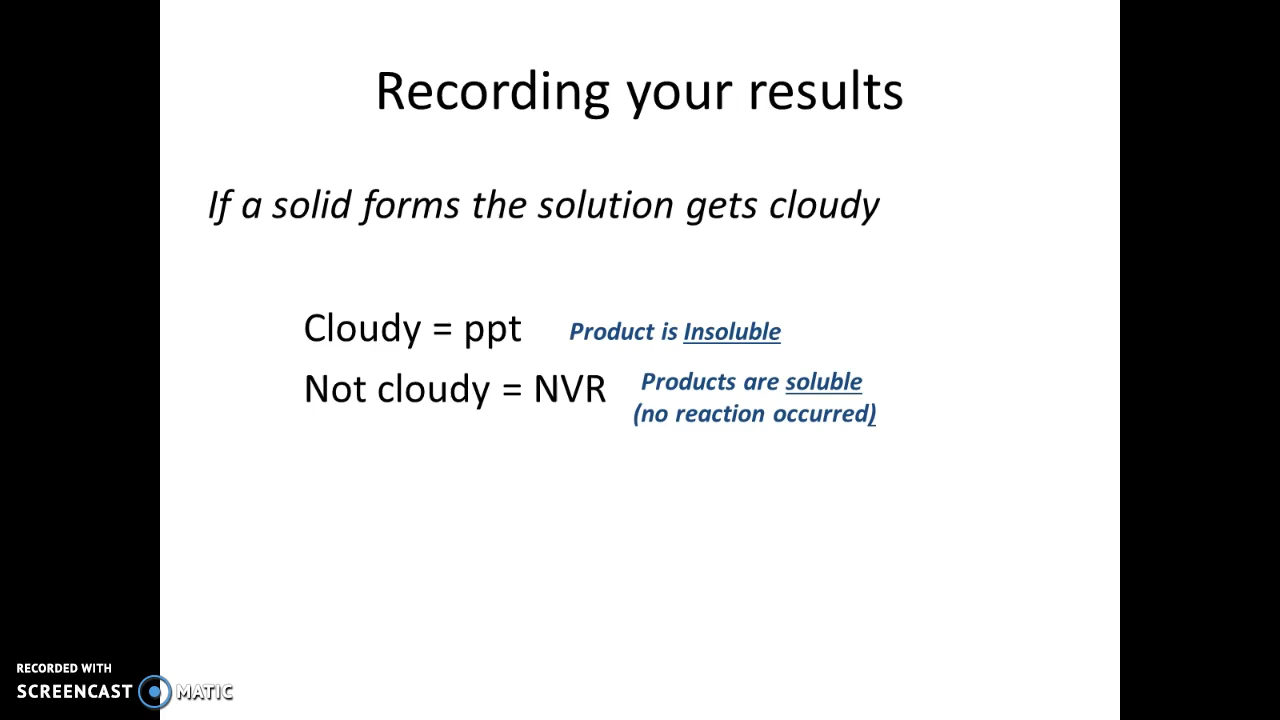 Recording your results
If a solid forms the solution gets cloudy
Cloudy = ppt Product is Insoluble
Not cloudy = NVR Products are soluble
(no reaction occurred)
RECORDED WITH
SCREENCAST MATIC